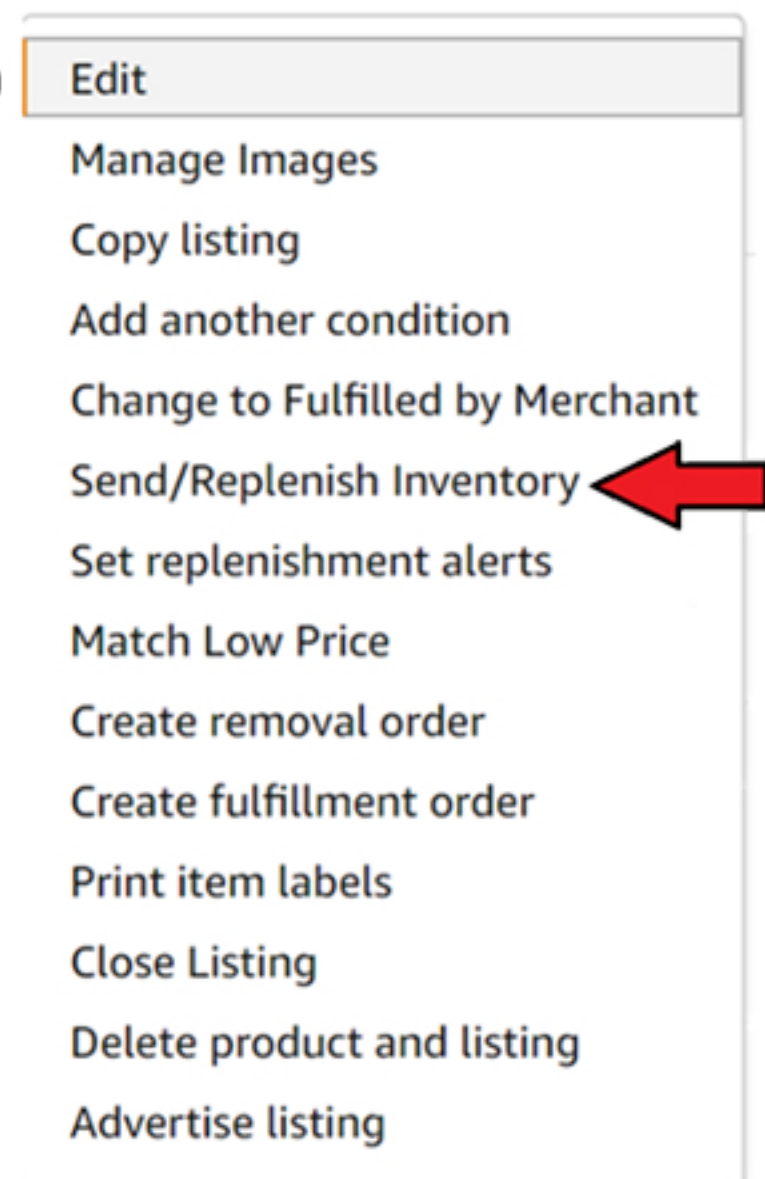 Edit
Manage Images
Copy listing
Add another condition
Change to Fulfilled by Merchant
Send/Replenish Inventory
Set replenishment alerts
Match Low Price
Create removal order
Create fulfillment order
Print item labels
Close Listing
Delete product and listing
Advertise listing